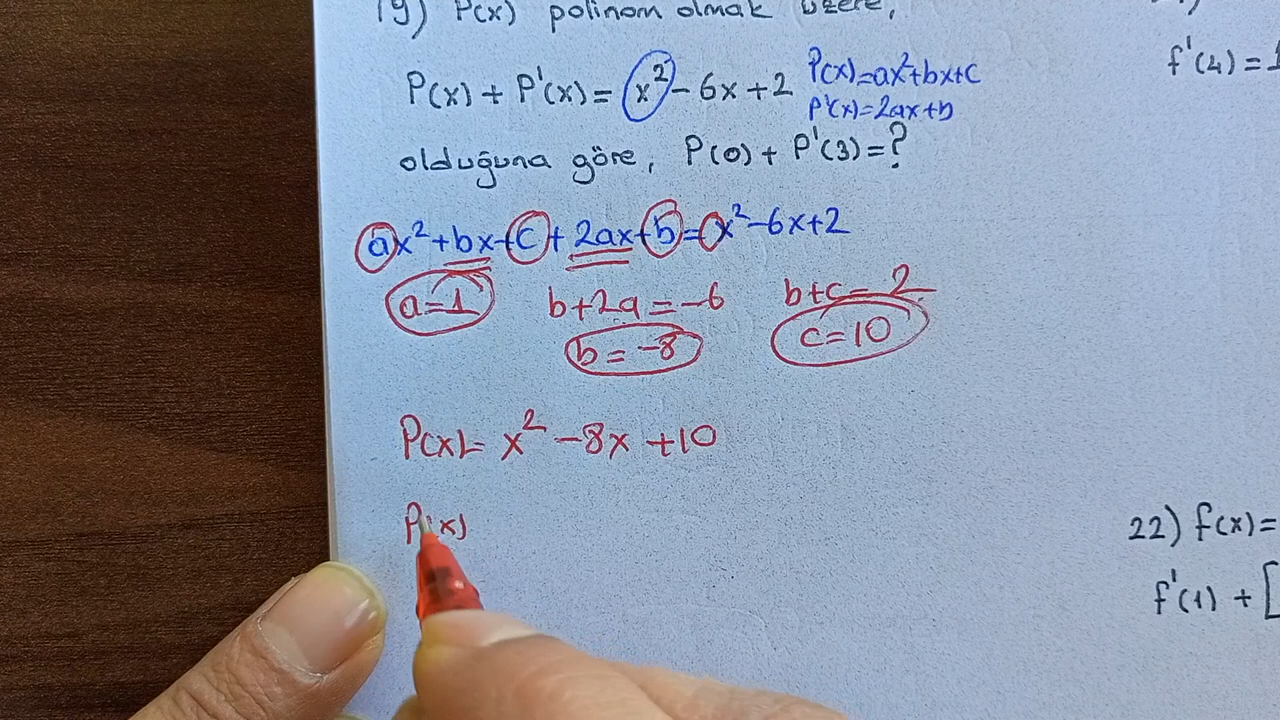 19) P(x) polinom olmak üzere,
P(x) + P'(x) = x² - 6x + 2
P(x)=ax²+bx+c
P'(x)=2ax+b
olduğuna göre, P(0) + P'(3) = ?
ax²+bx+c+2ax+b=x²-6x+2
a=1 b+2a=-6 b+c=2
b=-8 c=10
P(x)= x² -8x +10
P'(x)
f'(4)=1
22) f(x)=
f'(1) + [